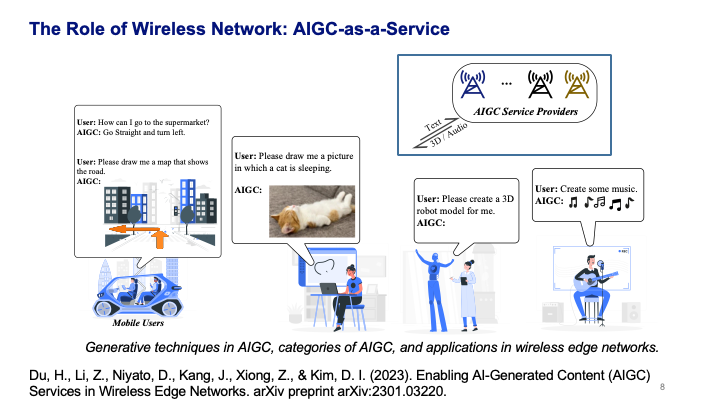 The Role of Wireless Network: AIGC-as-a-Service
...
AIGC Service Providers
Text
3D / Audio
User: How can I go to the supermarket?
AIGC: Go Straight and turn left.
User: Please draw me a map that shows
the road.
AIGC:
User: Please draw me a picture
in which a cat is sleeping.
AIGC:
User: Please create a 3D
robot model for me.
AIGC:
User: Create some music.
AIGC:
Mobile Users
Generative techniques in AIGC, categories of AIGC, and applications in wireless edge networks.
Du, H., Li, Z., Niyato, D., Kang, J., Xiong, Z., & Kim, D. I. (2023). Enabling AI-Generated Content (AIGC)
Services in Wireless Edge Networks. arXiv preprint arXiv:2301.03220.
8